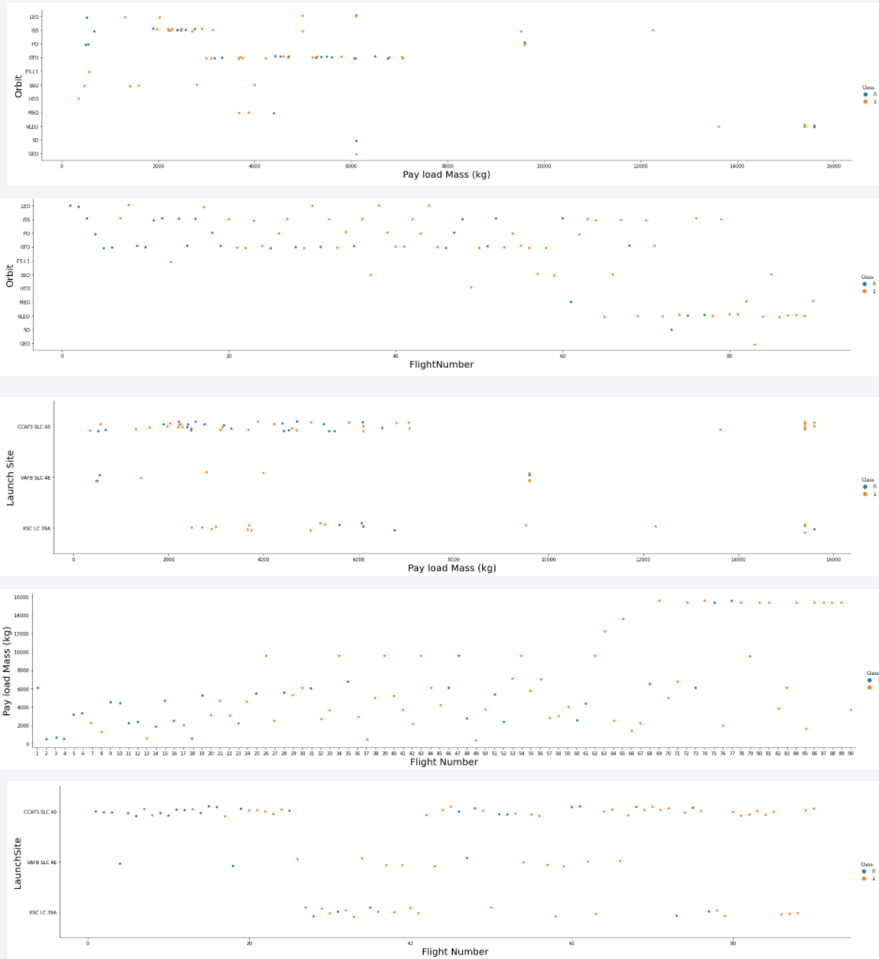 Orbit
LEO
ISS
PO
GTO
ES-L1
SSO
HEO
MEO
VLEO
SO
GEO
0 2000 4000 6000 8000 10000 12000 14000 16000
Pay load Mass (kg)
Class
0
1
Orbit
LEO
ISS
PO
GTO
ES-L1
SSO
HEO
MEO
VLEO
SO
GEO
0 20 40 60 80
FlightNumber
Class
0
1
Launch Site
CCAFS SLC 40
VAFB SLC 4E
KSC LC 39A
0 2000 4000 6000 8000 10000 12000 14000 16000
Pay load Mass (kg)
Class
0
1
Pay load Mass (kg)
16000
14000
12000
10000
8000
6000
4000
2000
0
1 2 3 4 5 6 7 8 9 10 11 12 13 14 15 16 17 18 19 20 21 22 23 24 25 26 27 28 29 30 31 32 33 34 35 36 37 38 39 40 41 42 43 44 45 46 47 48 49 50 51 52 53 54 55 56 57 58 59 60 61 62 63 64 65 66 67 68 69 70 71 72 73 74 75 76 77 78 79 80 81 82 83 84 85 86 87 88 89 90
Flight Number
Class
LaunchSite
CCAFS SLC 40
VAFB SLC 4E
KSC LC 39A
0 20 40 60 80
Flight Number
Class
0
1